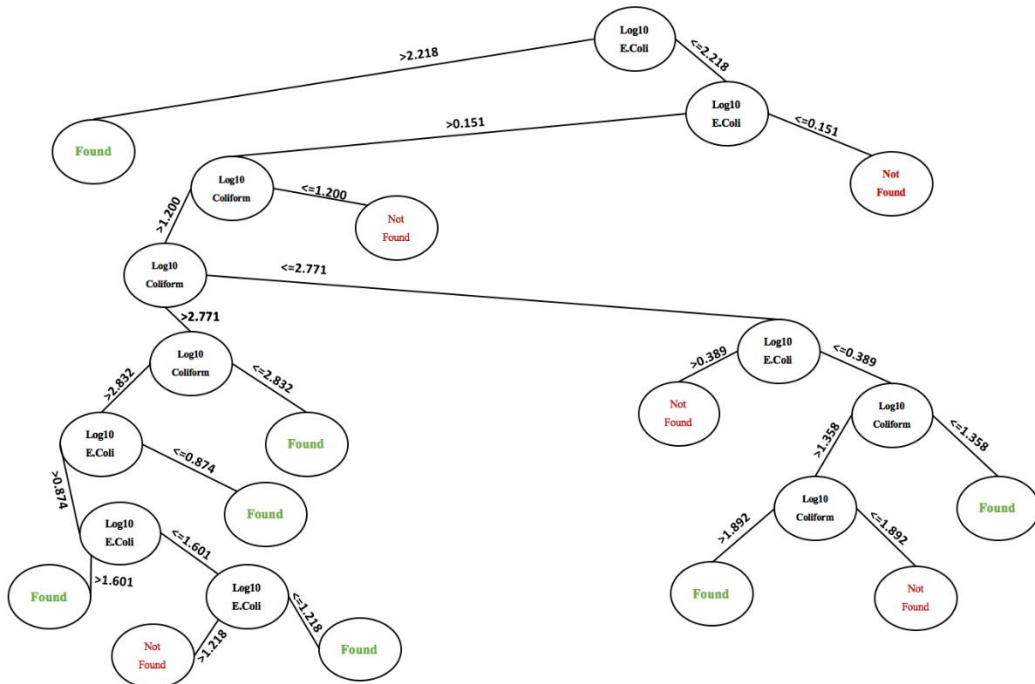 Log10
E.Coli
>2.218
<=2.218
Log10
E.Coli
>0.151
<=0.151
Found
Not
Found
Log10
Coliform
<=1.200
>1.200
Not
Found
Log10
Coliform
<=2.771
>2.771
Log10
E.Coli
>0.389
<=0.389
Log10
Coliform
>2.832
<=2.832
Not
Found
Log10
Coliform
>1.358
<=1.358
Log10
E.Coli
Found
>0.874
<=0.874
Found
Log10
Coliform
Found
>1.892
<=1.892
Log10
E.Coli
<=1.601
>1.601
Found
Log10
E.Coli
>1.218
<=1.218
Found
Not
Found
Not
Found
Found